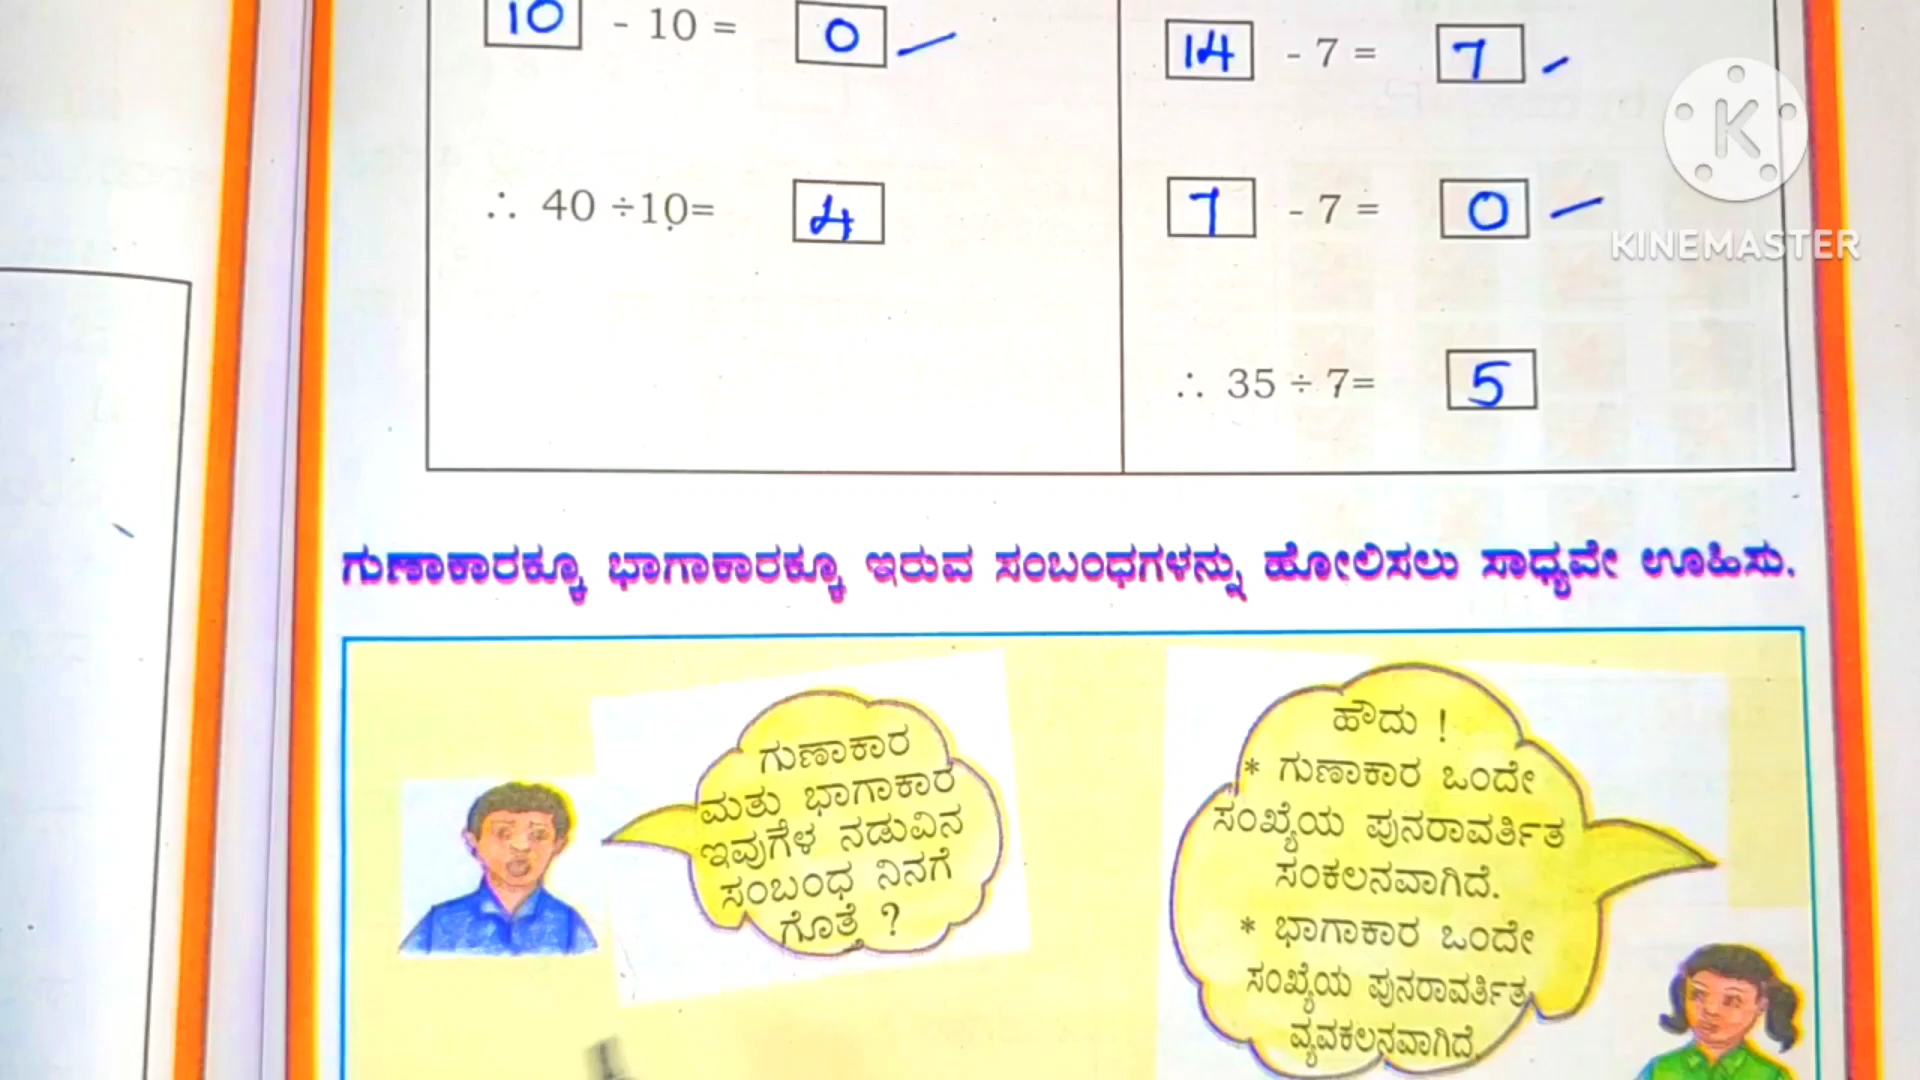 10 - 10 = 0
14 - 7 = 7
∴ 40 ÷10= 4
7 - 7 = 0
∴ 35 ÷ 7= 5
K
KINEMASTER
ಗುಣಾಕಾರಕ್ಕೂ ಭಾಗಾಕಾರಕ್ಕೂ ಇರುವ ಸಂಬಂಧಗಳನ್ನು ಹೋಲಿಸಲು ಸಾಧ್ಯವೇ ಊಹಿಸು.
ಗುಣಾಕಾರ
ಮತು ಭಾಗಾಕಾರ
ಇವುಗಳ ನಡುವಿನ
ಸಂಬಂಧ ನಿನಗೆ
ಗೊತ್ತೆ ?
ಹೌದು !
* ಗುಣಾಕಾರ ಒಂದೇ
ಸಂಖ್ಯೆಯ ಪುನರಾವರ್ತಿತ
ಸಂಕಲನವಾಗಿದೆ.
* ಭಾಗಾಕಾರ ಒಂದೇ
ಸಂಖ್ಯೆಯ ಪುನರಾವರ್ತಿತ
ವ್ಯವಕಲನವಾಗಿದೆ.